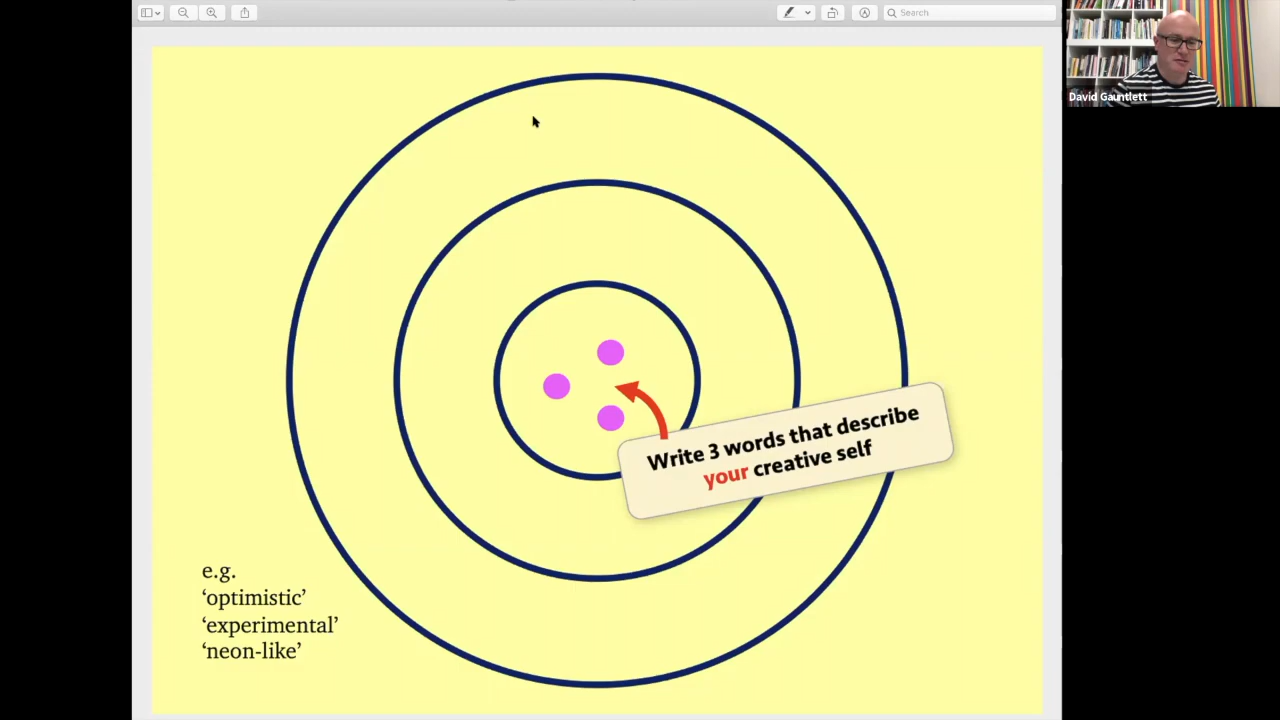 Search
David Gauntlett
Write 3 words that describe
your creative self
e.g.
‘optimistic’
‘experimental’
‘neon-like’